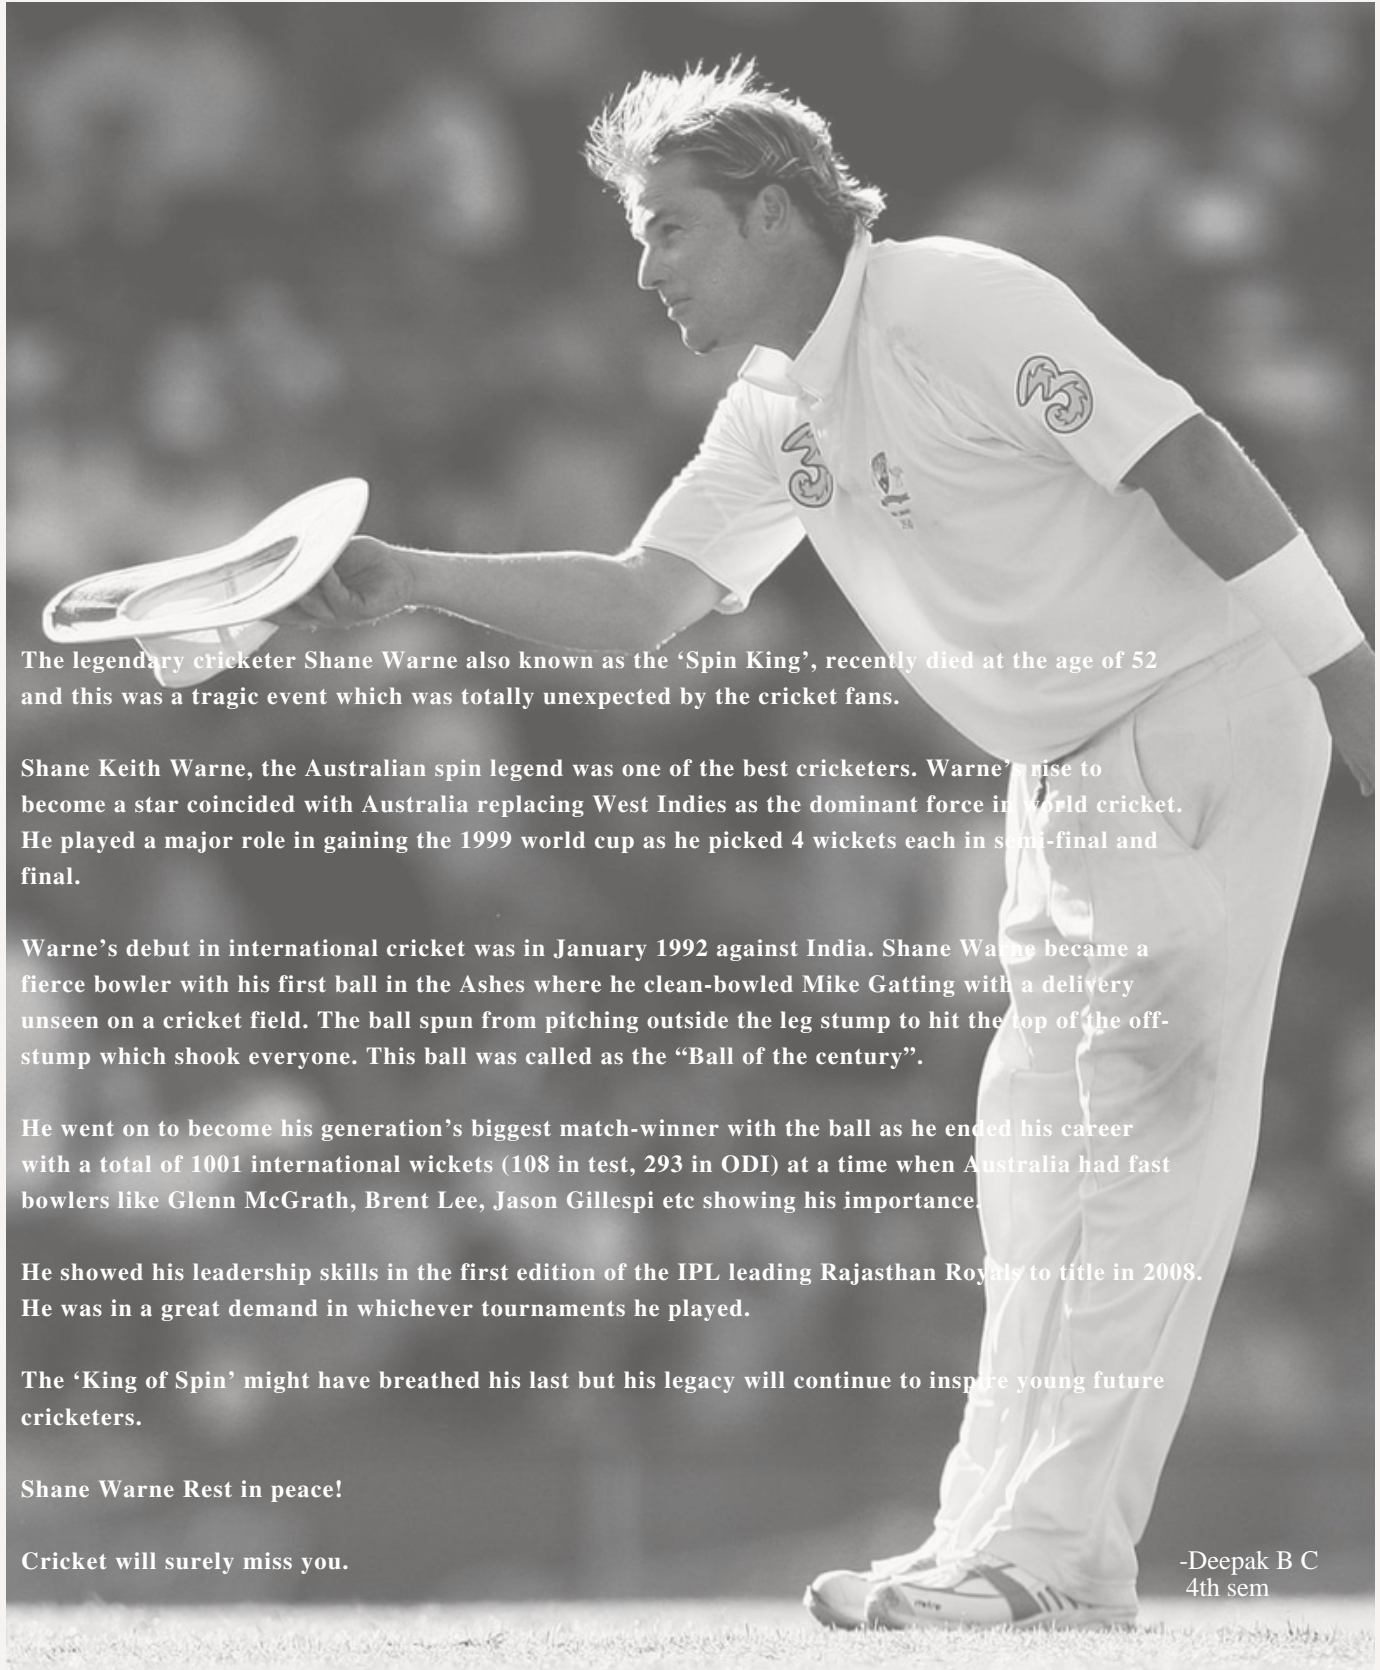 The legendary cricketer Shane Warne also known as the ‘Spin King’, recently died at the age of 52
and this was a tragic event which was totally unexpected by the cricket fans.
Shane Keith Warne, the Australian spin legend was one of the best cricketers. Warne’s rise to
become a star coincided with Australia replacing West Indies as the dominant force in world cricket.
He played a major role in gaining the 1999 world cup as he picked 4 wickets each in semi-final and
final.
Warne’s debut in international cricket was in January 1992 against India. Shane Warne became a
fierce bowler with his first ball in the Ashes where he clean-bowled Mike Gatting with a delivery
unseen on a cricket field. The ball spun from pitching outside the leg stump to hit the top of the off-
stump which shook everyone. This ball was called as the “Ball of the century”.
He went on to become his generation’s biggest match-winner with the ball as he ended his career
with a total of 1001 international wickets (108 in test, 293 in ODI) at a time when Australia had fast
bowlers like Glenn McGrath, Brent Lee, Jason Gillespi etc showing his importance.
He showed his leadership skills in the first edition of the IPL leading Rajasthan Royals to title in 2008.
He was in a great demand in whichever tournaments he played.
The ‘King of Spin’ might have breathed his last but his legacy will continue to inspire young future
cricketers.
Shane Warne Rest in peace!
Cricket will surely miss you.
-Deepak B C
4th sem
3
3